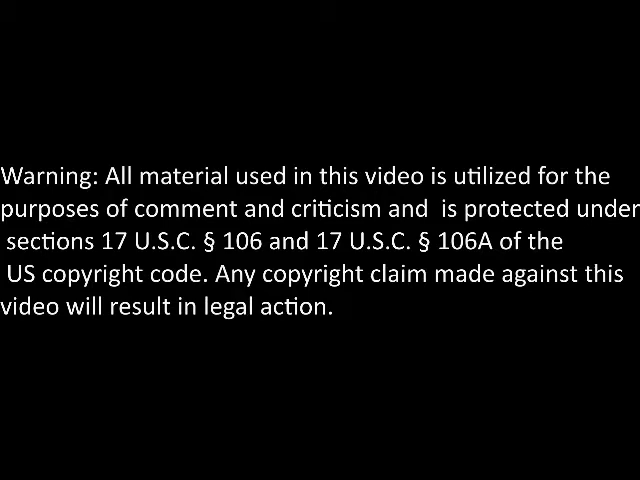 Warning: All material used in this video is utilized for the
purposes of comment and criticism and  is protected under
sections 17 U.S.C. § 106 and 17 U.S.C. § 106A of the
US copyright code. Any copyright claim made against this
video will result in legal action.